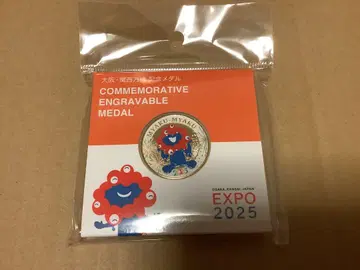 大阪・関西万博 記念メダル
COMMEMORATIVE
ENGRAVABLE
MEDAL
MYAKU-MYAKU
OSAKA, KANSAI, JAPAN
EXPO
2025